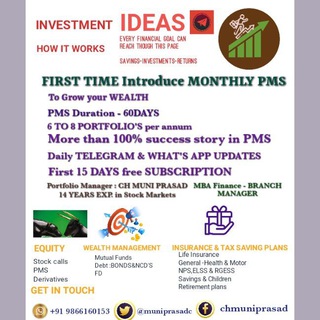 INVESTMENT
IDEAS
HOW IT WORKS
EVERY FINANCIAL GOAL CAN
REACH THOUGH THIS PAGE
SAVINGS-INVESTMENTS-RETURNS
FIRST TIME Introduce MONTHLY PMS
To Grow your WEALTH
PMS Duration - 60DAYS
6 TO 8 PORTFOLIO'S per annum
More than 100% success story in PMS
Daily TELEGRAM & WHAT'S APP UPDATES
First 15 DAYS free SUBSCRIPTION
Portfolio Manager : CH MUNI PRASAD
14 YEARS EXP. in Stock Markets
MBA Finance - BRANCH
MANAGER
EQUITY
Stock calls
PMS
Derivatives
WEALTH MANAGEMENT
Mutual Funds
Debt :BONDS&NCD'S
FD
INSURANCE & TAX SAVING PLANS
Life Insurance
General -Health & Motor
NPS,ELSS & RGESS
Savings & Children
Retirement plans
GET IN TOUCH
+91 9866160153
@muniprasadc
chmuniprasad